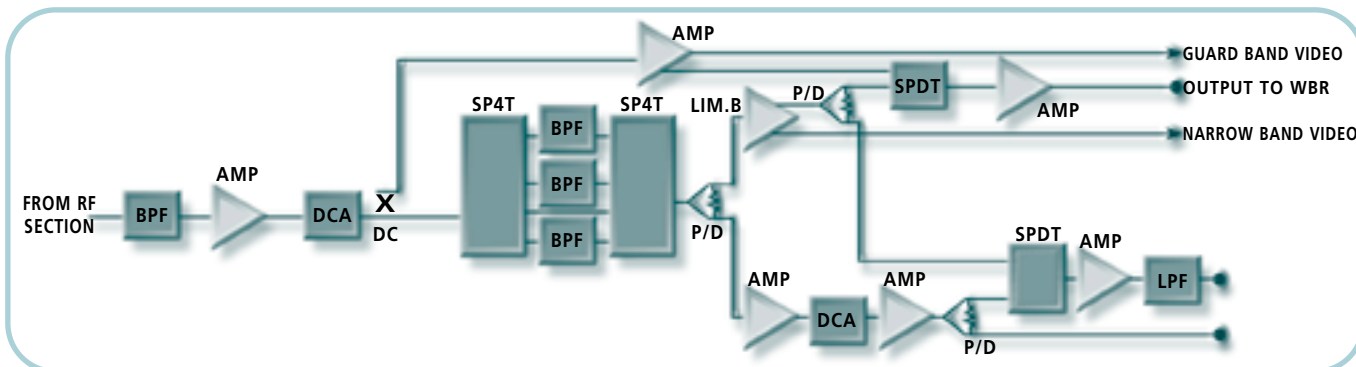 AMP
GUARD BAND VIDEO
SPDT
OUTPUT TO WBR
P/D
AMP
SP4T
SP4T
LIM.B
NARROW BAND VIDEO
BPF
BPF
BPF
AMP
FROM RF
SECTION
BPF
DCA
X
DC
P/D
SPDT
AMP
LPF
AMP
DCA
AMP
P/D